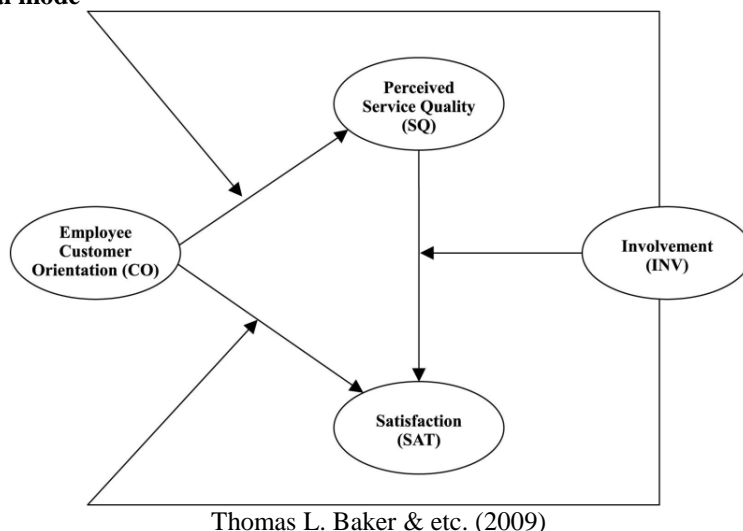 Perceived
Service Quality
(SQ)
Employee
Customer
Orientation (CO)
Involvement
(INV)
Satisfaction
(SAT)
Thomas L. Baker & etc. (2009)